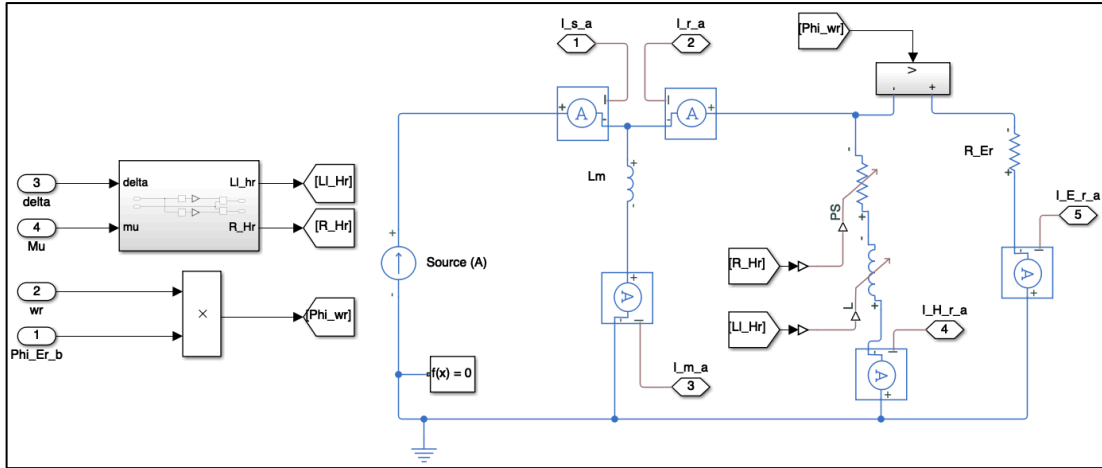 I_s_a
1
I_r_a
2
[Phi_wr]
V
- +
+ A -
- A +
3
delta
4
Mu
delta
mu
Ll_hr
R_Hr
[Ll_Hr]
[R_Hr]
2
wr
1
Phi_Er_b
×
[Phi_wr]
+
Source (A)
-
f(x) = 0
+
Lm
-
+
A
-
I_m_a
3
-
PS
+
[R_Hr]
-
L
+
[Ll_Hr]
-
A
+
I_H_r_a
4
-
R_Er
+
-
A
+
I_E_r_a
5